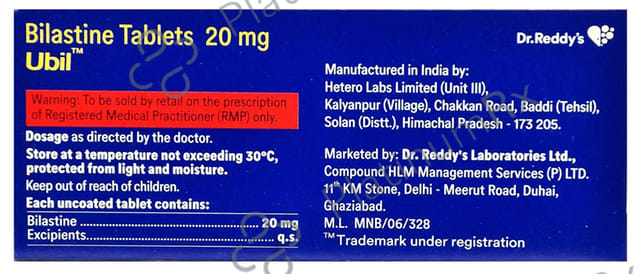 Bilastine Tablets 20 mg
Ubil™
Warning: To be sold by retail on the prescription
of Registered Medical Practitioner (RMP) only.
Dosage as directed by the doctor.
Store at a temperature not exceeding 30°C,
protected from light and moisture.
Keep out of reach of children.
Each uncoated tablet contains:
Bilastine ........................................ 20 mg
Excipients........................................ q.s.
Dr.Reddy's
Manufactured in India by:
Hetero Labs Limited (Unit III),
Kalyanpur (Village), Chakkan Road, Baddi (Tehsil),
Solan (Distt.), Himachal Pradesh - 173 205.
Marketed by: Dr. Reddy's Laboratories Ltd.,
Compound HLM Management Services (P) LTD.
11th KM Stone, Delhi - Meerut Road, Duhai,
Ghaziabad.
M.L. MNB/06/328
™Trademark under registration
PlatinumRx